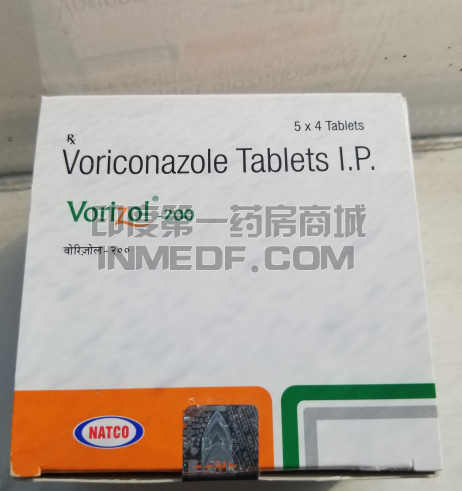 5 x 4 Tablets
Rx
Voriconazole Tablets I.P.
Vorizol®-200
印度第一药房商城
वोरिज़ोल-२००
INMEDF.COM
NATCO